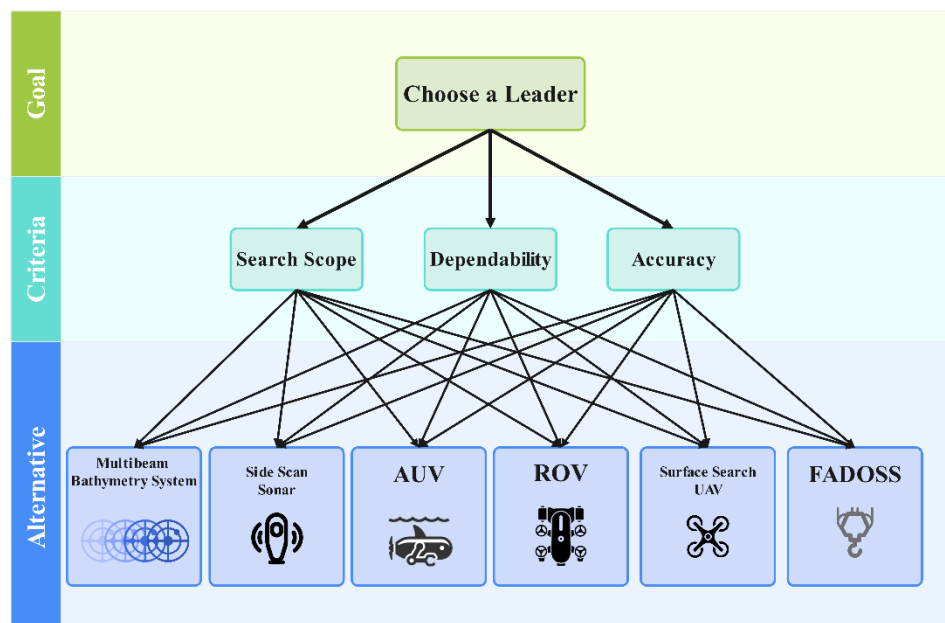 Goal
Choose a Leader
Criteria
Search Scope
Dependability
Accuracy
Alternative
Multibeam
Bathymetry System
Side Scan
Sonar
AUV
ROV
Surface Search
UAV
FADOSS